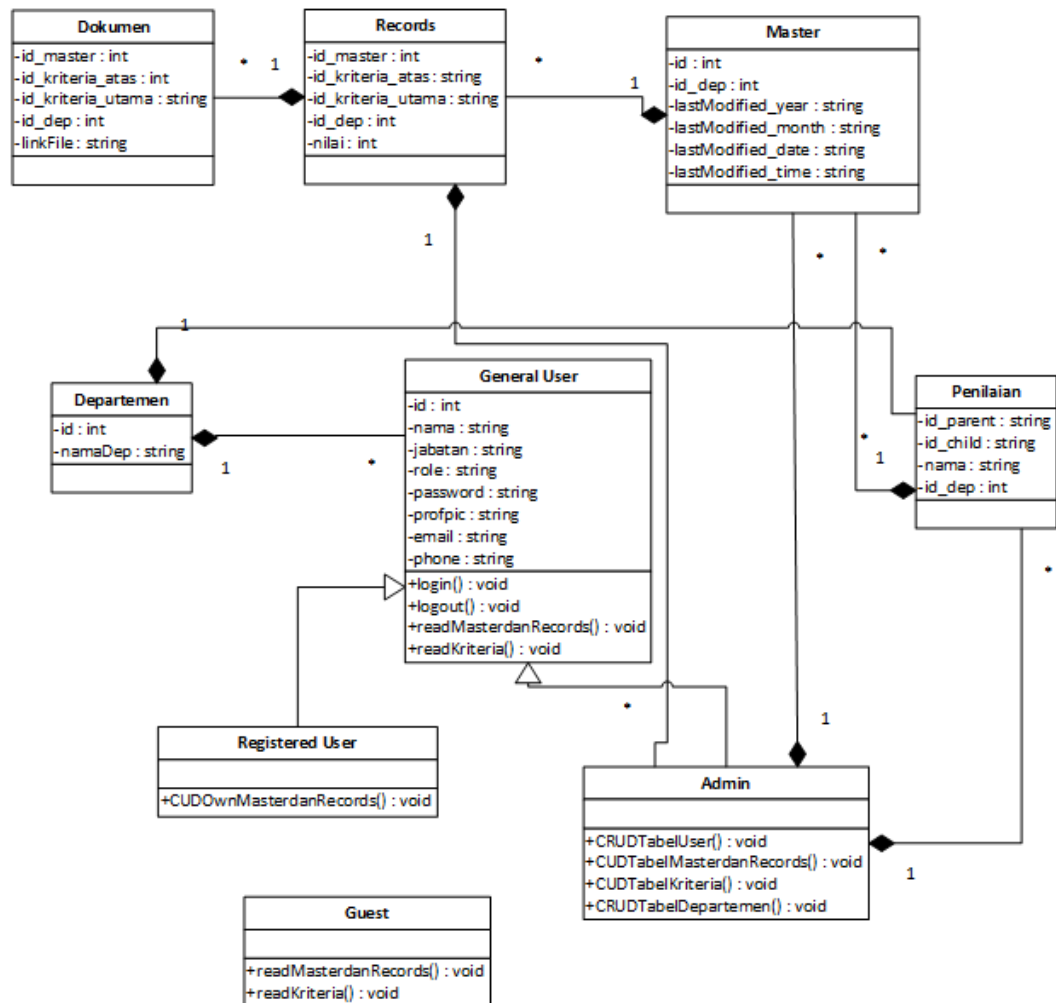 Dokumen
-id_master : int
-id_kriteria_atas : int
-id_kriteria_utama : string
-id_dep : int
-linkFile : string
* 1
Records
-id_master : int
-id_kriteria_atas : string
-id_kriteria_utama : string
-id_dep : int
-nilai : int
*
1
1
Master
-id : int
-id_dep : int
-lastModified_year : string
-lastModified_month : string
-lastModified_date : string
-lastModified_time : string
* *
1
Departemen
-id : int
-namaDep : string
1 *
General User
-id : int
-nama : string
-jabatan : string
-role : string
-password : string
-profpic : string
-email : string
-phone : string
+login() : void
+logout() : void
+readMasterdanRecords() : void
+readKriteria() : void
*
Penilaian
-id_parent : string
-id_child : string
-nama : string
-id_dep : int
*
1
*
Registered User
+CUDOwnMasterdanRecords() : void
1
Admin
+CRUDTabelUser() : void
+CUDTabelMasterdanRecords() : void
+CUDTabelKriteria() : void
+CRUDTabelDepartemen() : void
1
Guest
+readMasterdanRecords() : void
+readKriteria() : void